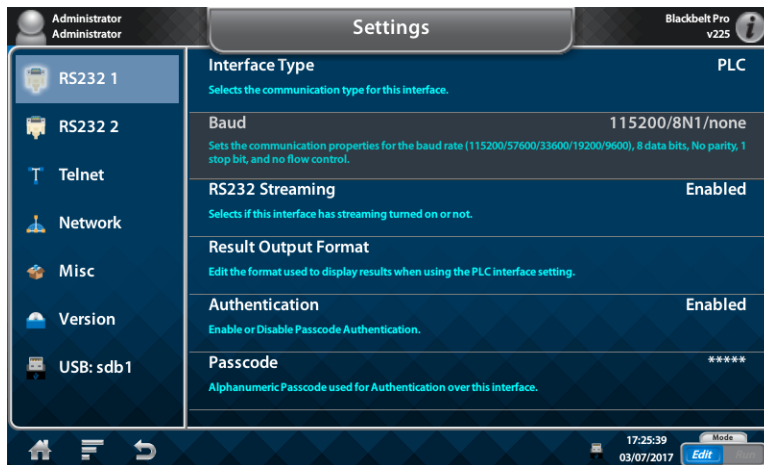 Administrator
Administrator
Settings
Blackbelt Pro
v225
i
RS232 1
RS232 2
Telnet
Network
Misc
Version
USB: sdb1
Interface Type
PLC
Selects the communication type for this interface.
Baud
115200/8N1/none
Sets the communication properties for the baud rate (115200/57600/33600/19200/9600), 8 data bits, No parity, 1
stop bit, and no flow control.
RS232 Streaming
Enabled
Selects if this interface has streaming turned on or not.
Result Output Format
Edit the format used to display results when using the PLC interface setting.
Authentication
Enabled
Enable or Disable Passcode Authentication.
Passcode
*****
Alphanumeric Passcode used for Authentication over this interface.
17:25:39
03/07/2017
Mode
Edit
Run